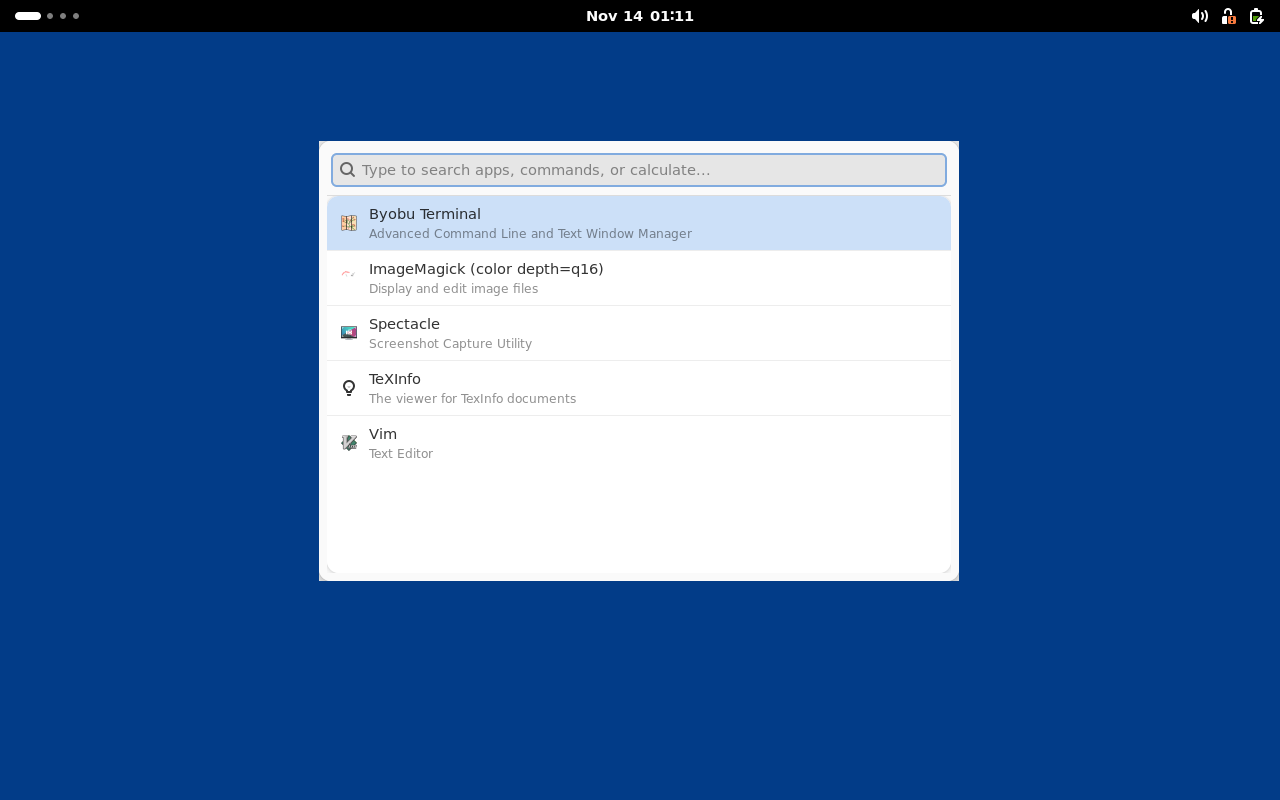 Nov 14 01:11
Type to search apps, commands, or calculate...
Byobu Terminal
Advanced Command Line and Text Window Manager
ImageMagick (color depth=q16)
Display and edit image files
Spectacle
Screenshot Capture Utility
TeXInfo
The viewer for TexInfo documents
Vim
Text Editor